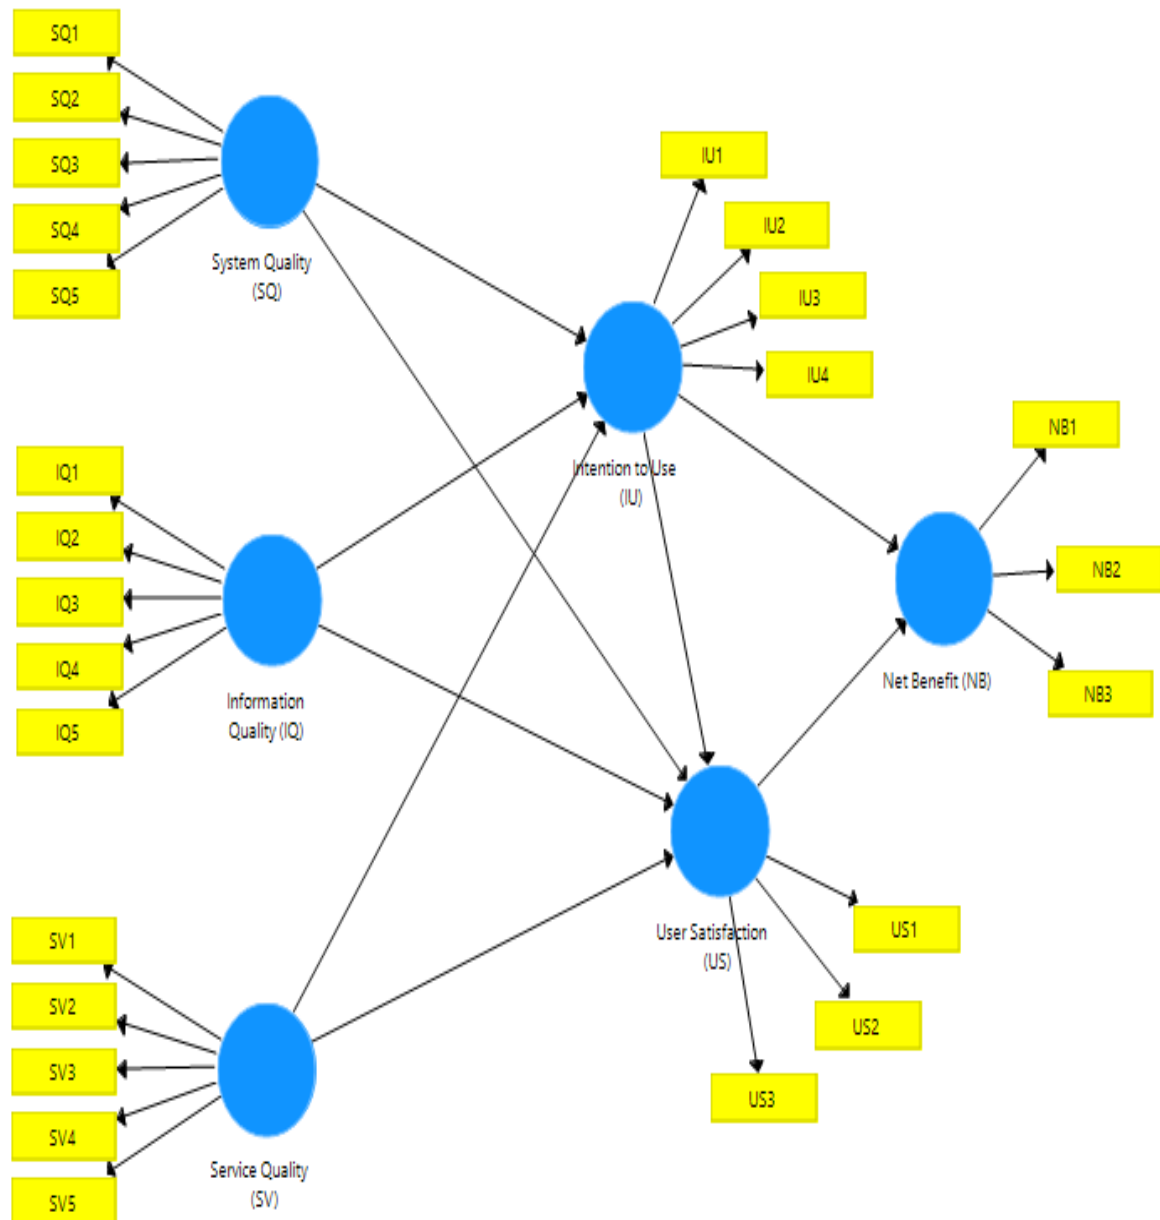 SQ1
SQ2
SQ3
SQ4
SQ5
System Quality
(SQ)
IU1
IU2
IU3
IU4
Intention to Use
(IU)
IQ1
IQ2
IQ3
IQ4
IQ5
Information
Quality (IQ)
NB1
NB2
NB3
Net Benefit (NB)
User Satisfaction
(US)
US1
US2
US3
SV1
SV2
SV3
SV4
SV5
Service Quality
(SV)